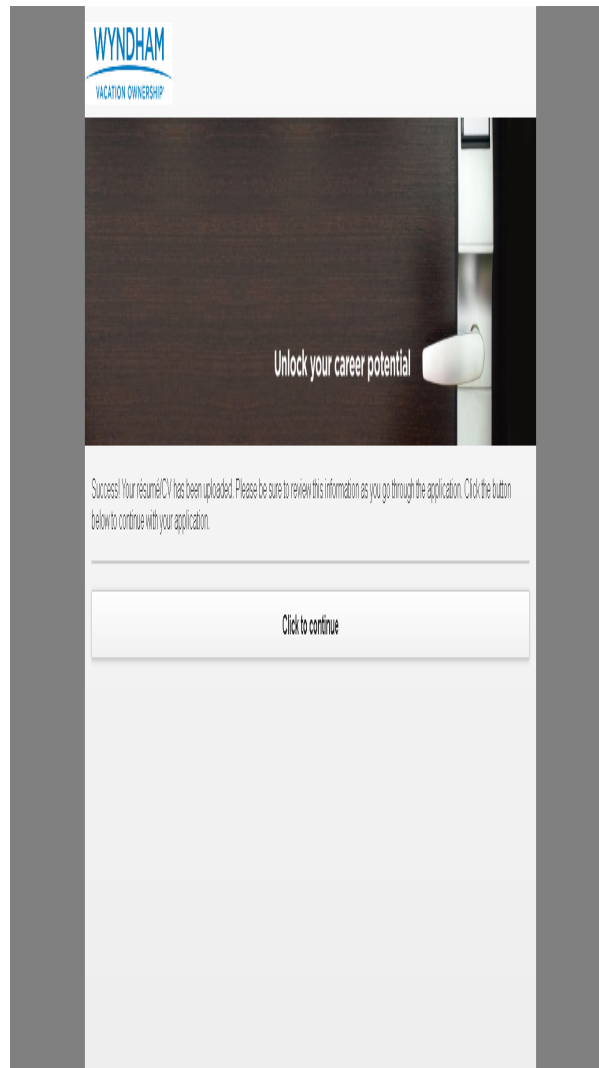 WYNDHAM
VACATION OWNERSHIP
Unlock your career potential
Success! Your résumé/CV has been uploaded. Please be sure to review this information as you go through the application. Click the button
below to continue with your application.
Click to continue